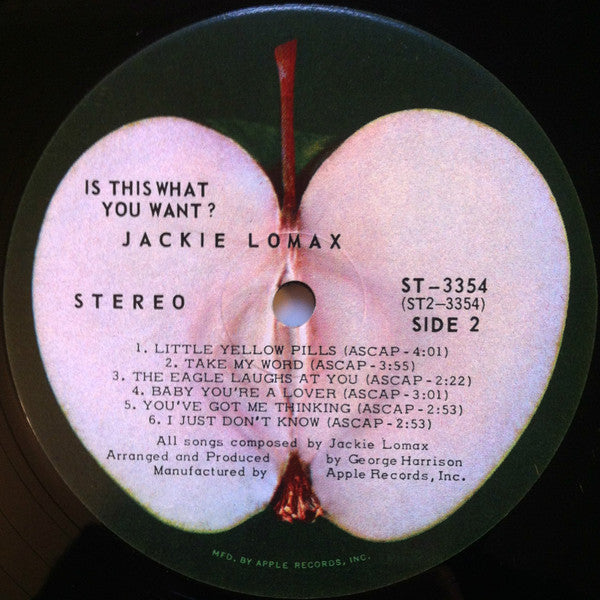 IS THIS WHAT
YOU WANT?
JACKIE LOMAX
STEREO
ST-3354
(ST2-3354)
SIDE 2
1. LITTLE YELLOW PILLS (ASCAP - 4:01)
2. TAKE MY WORD (ASCAP - 3:55)
3. THE EAGLE LAUGHS AT YOU (ASCAP - 2:22)
4. BABY YOU'RE A LOVER (ASCAP - 3:01)
5. YOU'VE GOT ME THINKING (ASCAP - 2:53)
6. I JUST DON'T KNOW (ASCAP - 2:53)
All songs composed by Jackie Lomax
Arranged and Produced by George Harrison
Manufactured by Apple Records, Inc.
MFD. BY APPLE RECORDS, INC.